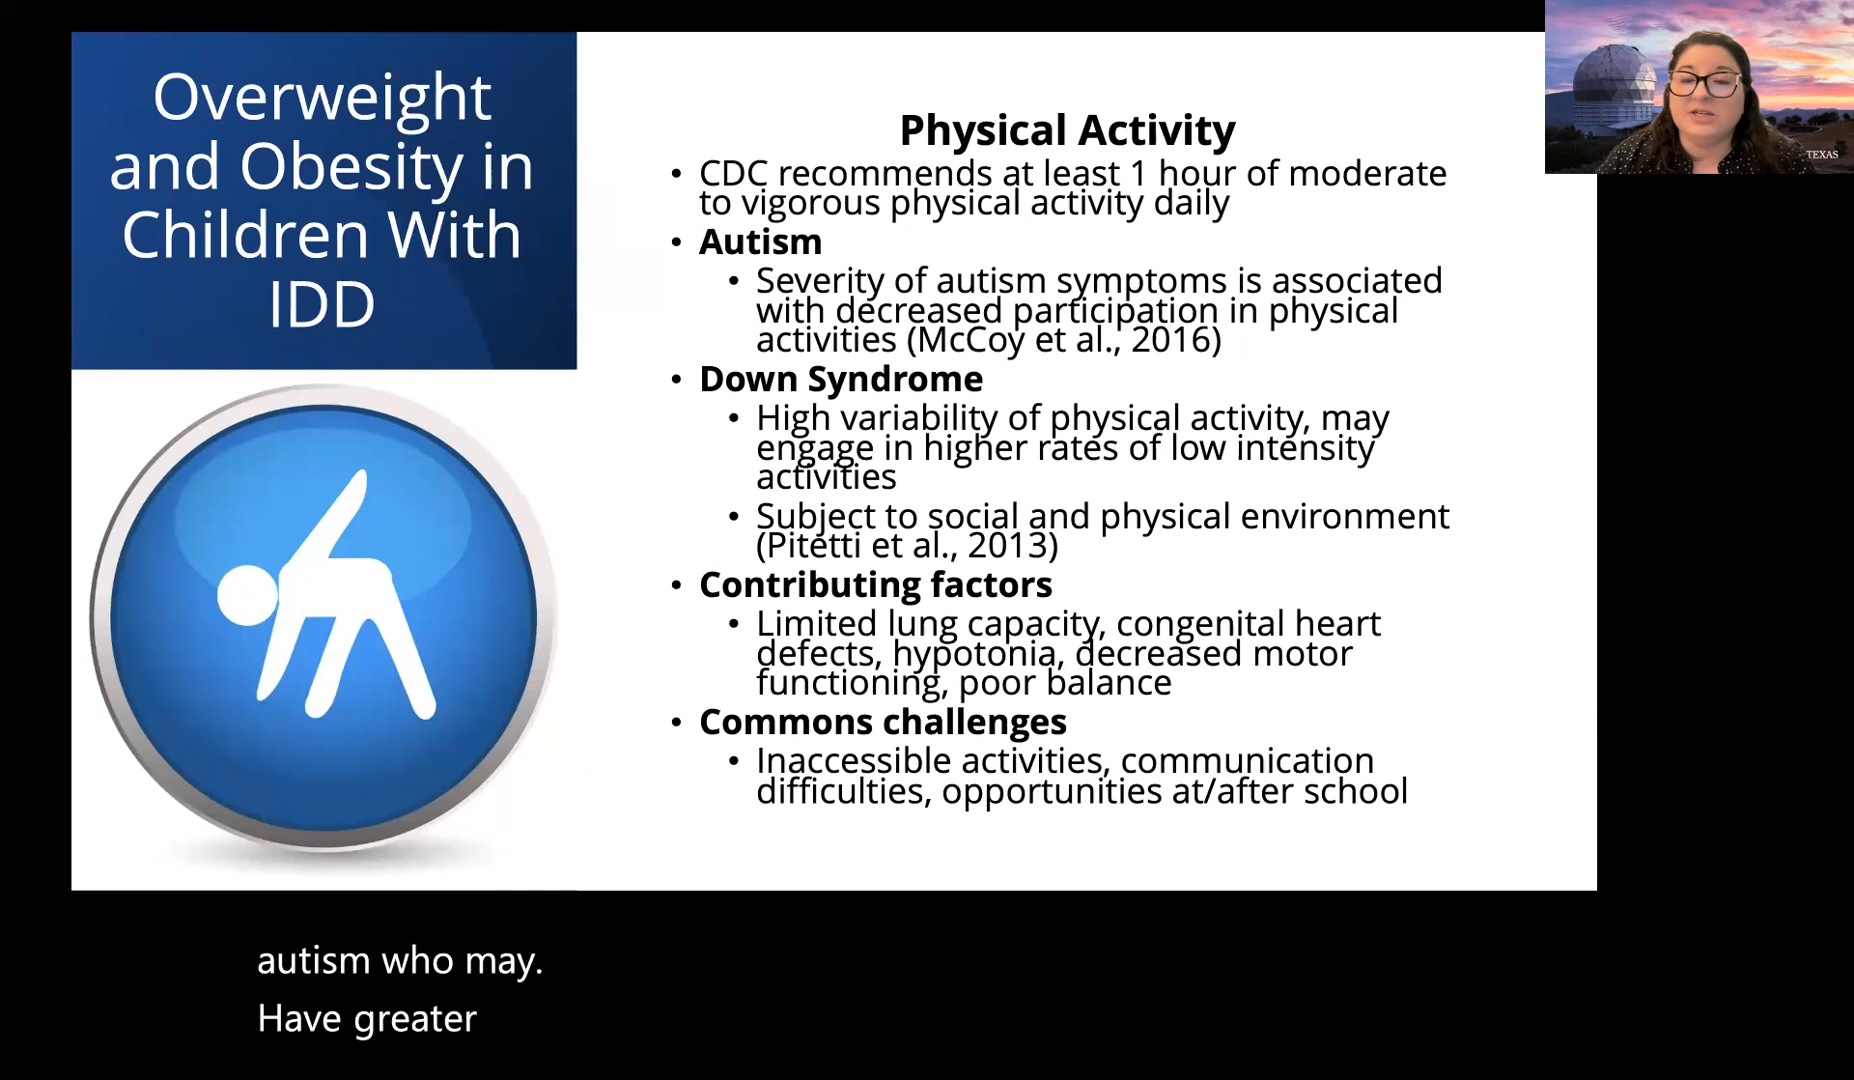 Overweight
and Obesity in
Children With
IDD
Physical Activity
• CDC recommends at least 1 hour of moderate
to vigorous physical activity daily
• Autism
• Severity of autism symptoms is associated
with decreased participation in physical
activities (McCoy et al., 2016)
• Down Syndrome
• High variability of physical activity, may
engage in higher rates of low intensity
activities
• Subject to social and physical environment
(Pitetti et al., 2013)
• Contributing factors
• Limited lung capacity, congenital heart
defects, hypotonia, decreased motor
functioning, poor balance
• Commons challenges
• Inaccessible activities, communication
difficulties, opportunities at/after school
TEXAS
autism who may.
Have greater